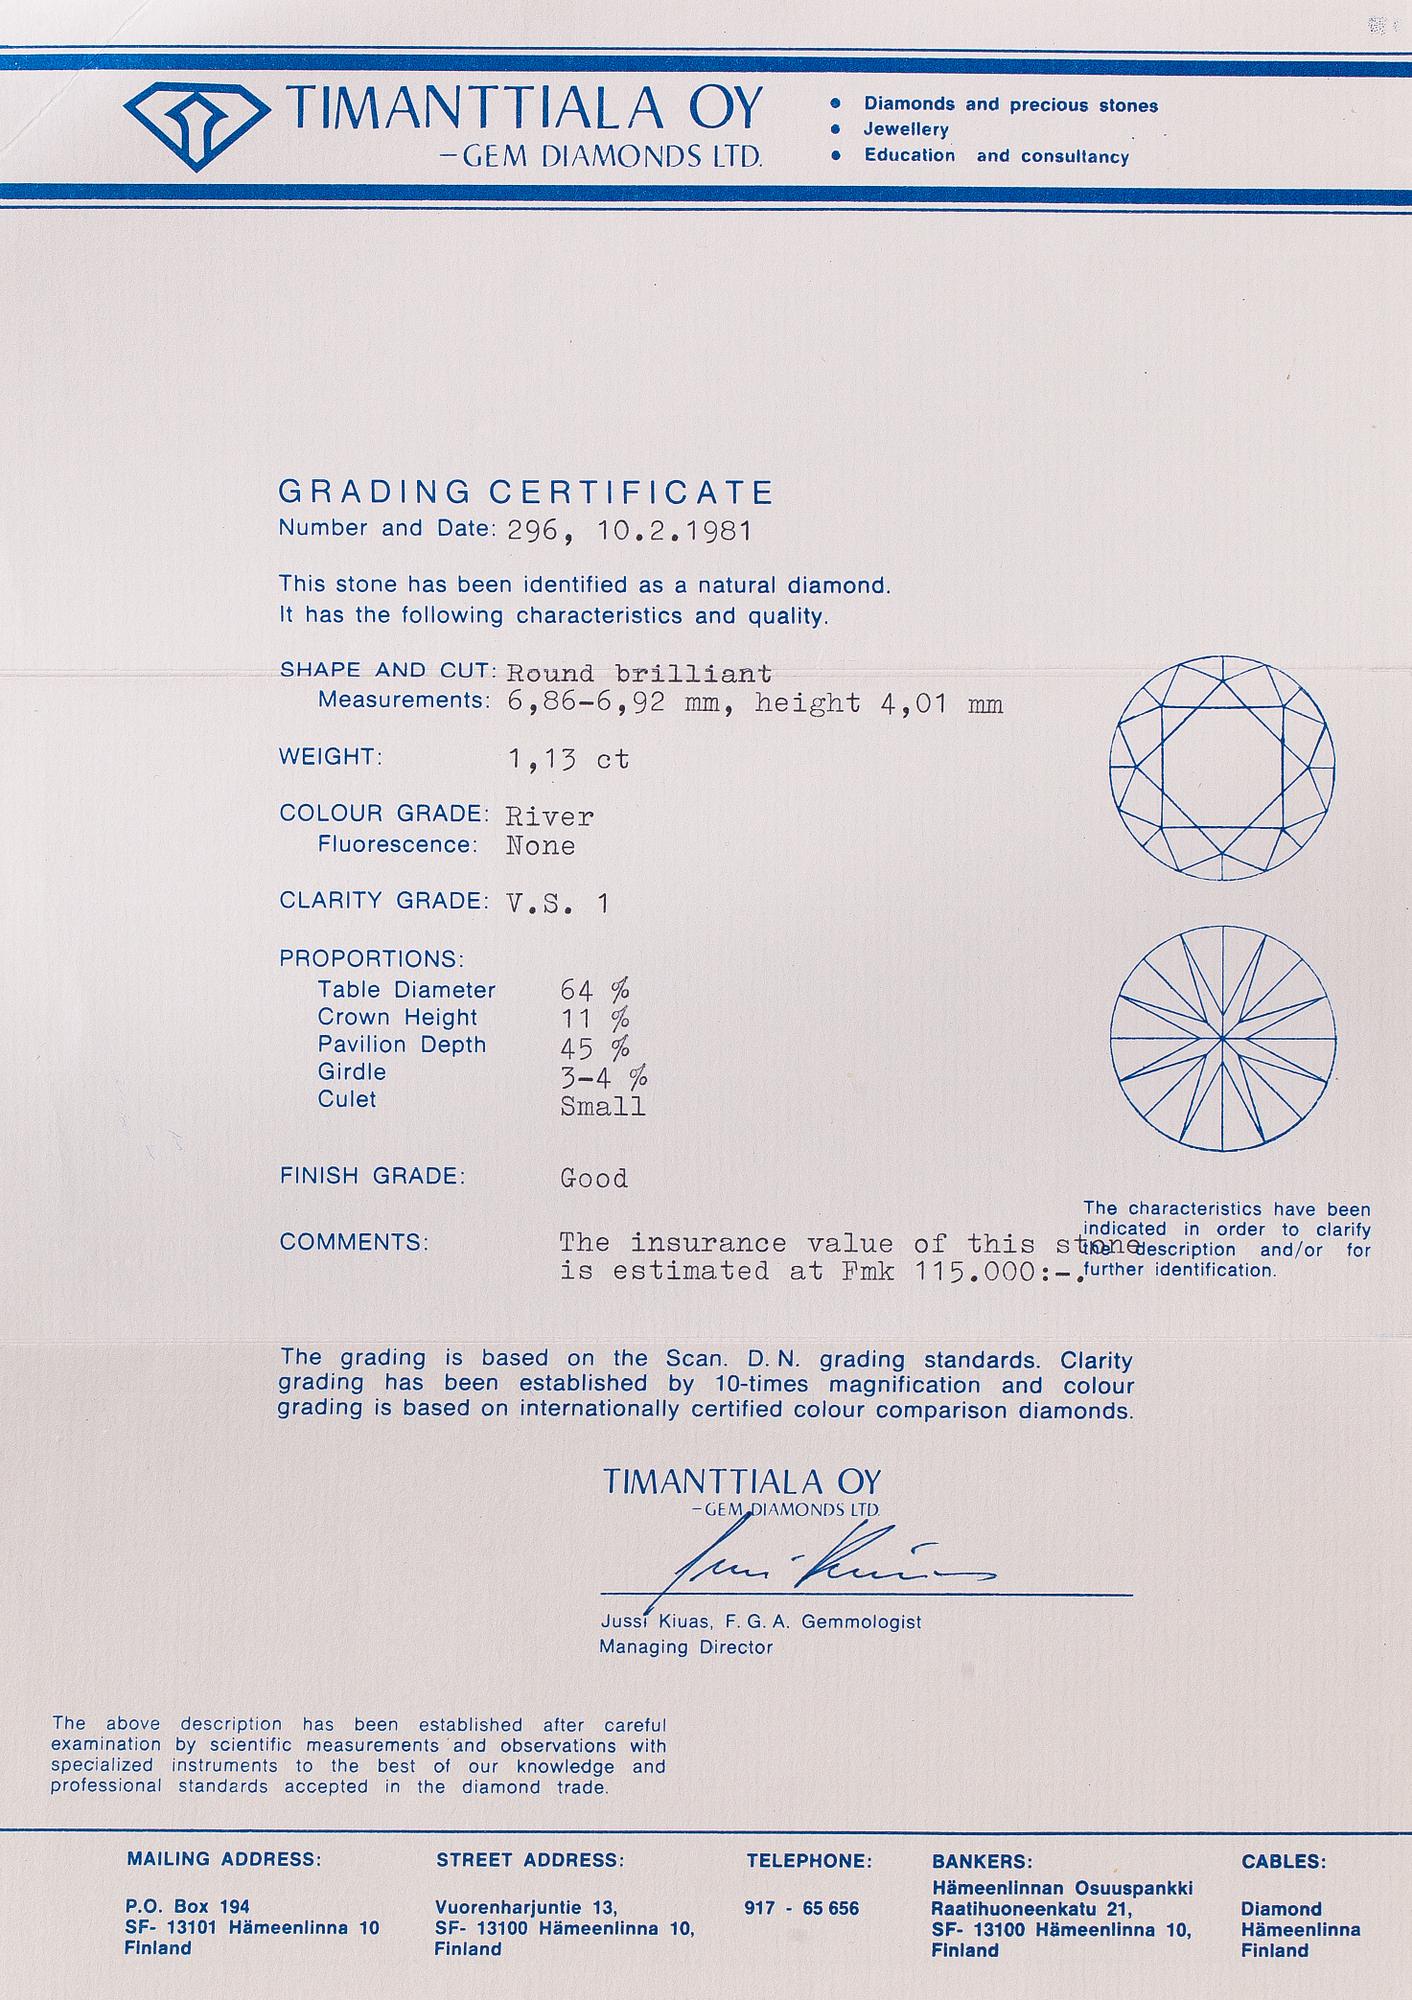 TIMANTTIALA OY
–GEM DIAMONDS LTD.
• Diamonds and precious stones
• Jewellery
• Education and consultancy
GRADING CERTIFICATE
Number and Date: 296, 10.2.1981
This stone has been identified as a natural diamond.
It has the following characteristics and quality.
SHAPE AND CUT: Round brilliant
Measurements: 6,86-6,92 mm, height 4,01 mm
WEIGHT: 1,13 ct
COLOUR GRADE: River
Fluorescence: None
CLARITY GRADE: V.S. 1
PROPORTIONS:
Table Diameter 64 %
Crown Height 11 %
Pavilion Depth 45 %
Girdle 3-4 %
Culet Small
FINISH GRADE: Good
COMMENTS: The insurance value of this stone
is estimated at Fmk 115.000:-.
The characteristics have been
indicated in order to clarify
the description and/or for
further identification.
The grading is based on the Scan. D. N. grading standards. Clarity
grading has been established by 10-times magnification and colour
grading is based on internationally certified colour comparison diamonds.
TIMANTTIALA OY
–GEM DIAMONDS LTD.
Jussi Kiuas, F. G. A. Gemmologist
Managing Director
The above description has been established after careful
examination by scientific measurements and observations with
specialized instruments to the best of our knowledge and
professional standards accepted in the diamond trade.
MAILING ADDRESS:
P.O. Box 194
SF- 13101 Hämeenlinna 10
Finland
STREET ADDRESS:
Vuorenharjuntie 13,
SF- 13100 Hämeenlinna 10,
Finland
TELEPHONE:
917 - 65 656
BANKERS:
Hämeenlinnan Osuuspankki
Raatihuoneenkatu 21,
SF- 13100 Hämeenlinna 10,
Finland
CABLES:
Diamond
Hämeenlinna
Finland